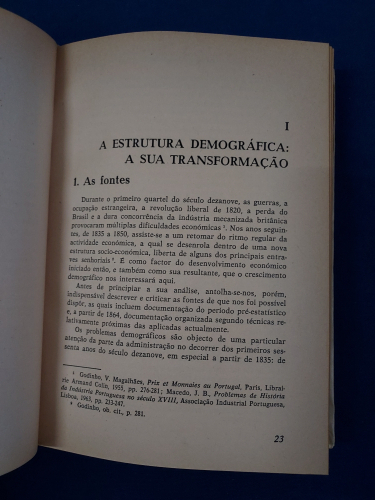 I
A ESTRUTURA DEMOGRÁFICA:
A SUA TRANSFORMAÇÃO
1. As fontes
Durante o primeiro quartel do século dezanove, as guerras, a
ocupação estrangeira, a revolução liberal de 1820, a perda do
Brasil e a dura concorrência da indústria mecanizada britânica
provocaram múltiplas dificuldades económicas ³. Nos anos seguin-
tes, de 1835 a 1850, assiste-se a um retomar do ritmo regular da
actividade económica, a qual se desenrola dentro de uma nova
estrutura socio-económica, liberta de alguns dos principais entra-
ves senhoriais ⁴. E como factor do desenvolvimento económico
iniciado então, e também como sua resultante, que o crescimento
demográfico nos interessará aqui.
Antes de principiar a sua análise, antolha-se-nos, porém,
indispensável descrever e criticar as fontes de que nos foi possível
dispôr, as quais incluem documentação do período pré-estatístico
e, a partir de 1864, documentação organizada segundo técnicas re-
lativamente próximas das aplicadas actualmente.
Os problemas demográficos são objecto de uma particular
atenção da parte da administração no decorrer dos primeiros ses-
senta anos do século dezanove, em especial a partir de 1835: de
³ Godinho, V. Magalhães, Prix et Monnaies au Portugal, Paris, Librai-
rie Armand Colin, 1955, pp. 276-281; Macedo, J. B., Problemas de História
da Indústria Portuguesa no século XVIII, Associação Industrial Portuguesa,
Lisboa, 1963, pp. 233-247.
⁴ Godinho, ob. cit., p. 281.
23